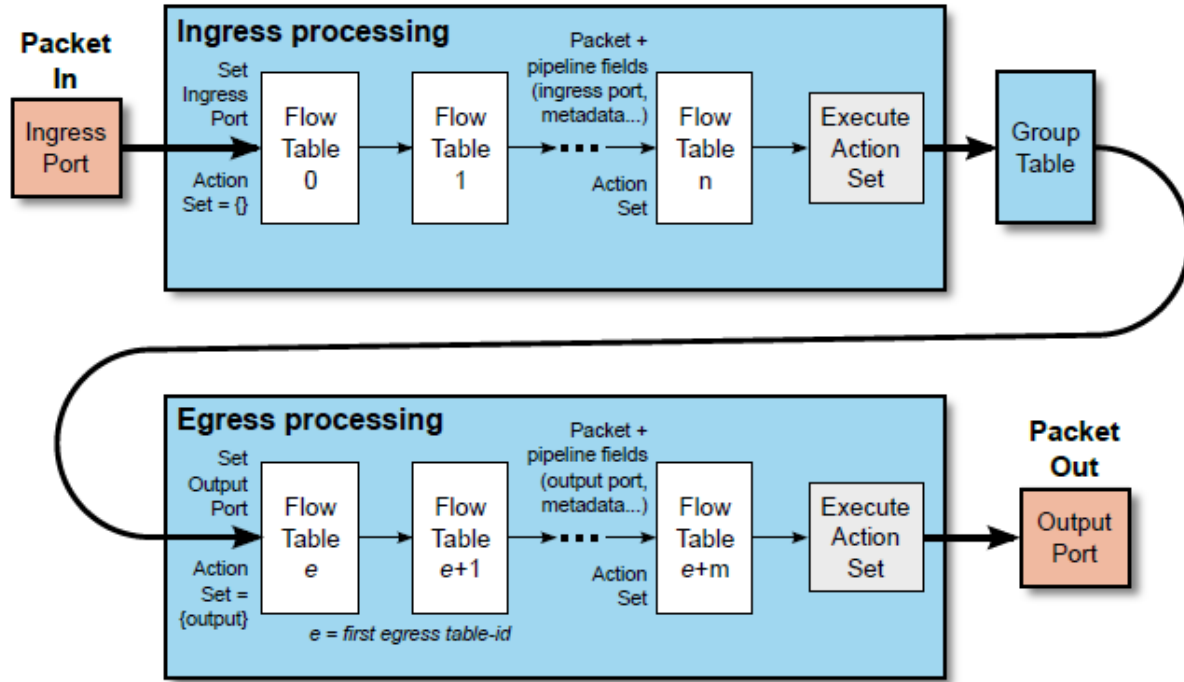 Ingress processing
Packet
In
Ingress
Port
Set
Ingress
Port
Action
Set = {}
Flow
Table
0
Flow
Table
1
Packet +
pipeline fields
(ingress port,
metadata...)
Action
Set
Flow
Table
n
Execute
Action
Set
Group
Table
Egress processing
Set
Output
Port
Action
Set =
{output}
Flow
Table
e
Flow
Table
e+1
e = first egress table-id
Packet +
pipeline fields
(output port,
metadata...)
Action
Set
Flow
Table
e+m
Execute
Action
Set
Packet
Out
Output
Port